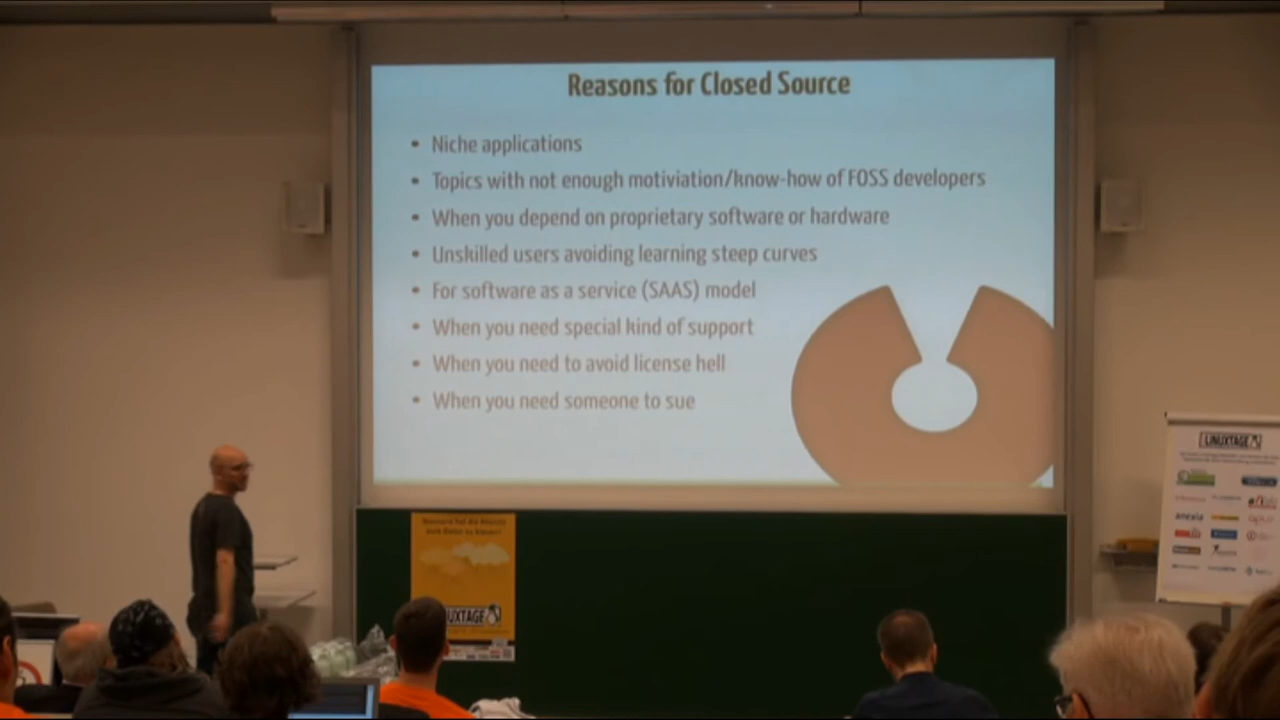 Reasons for Closed Source
• Niche applications
• Topics with not enough motiviation/know-how of FOSS developers
• When you depend on proprietary software or hardware
• Unskilled users avoiding learning steep curves
• For software as a service (SAAS) model
• When you need special kind of support
• When you need to avoid license hell
• When you need someone to sue
LINUXTAGE
anexia
UXTAGE